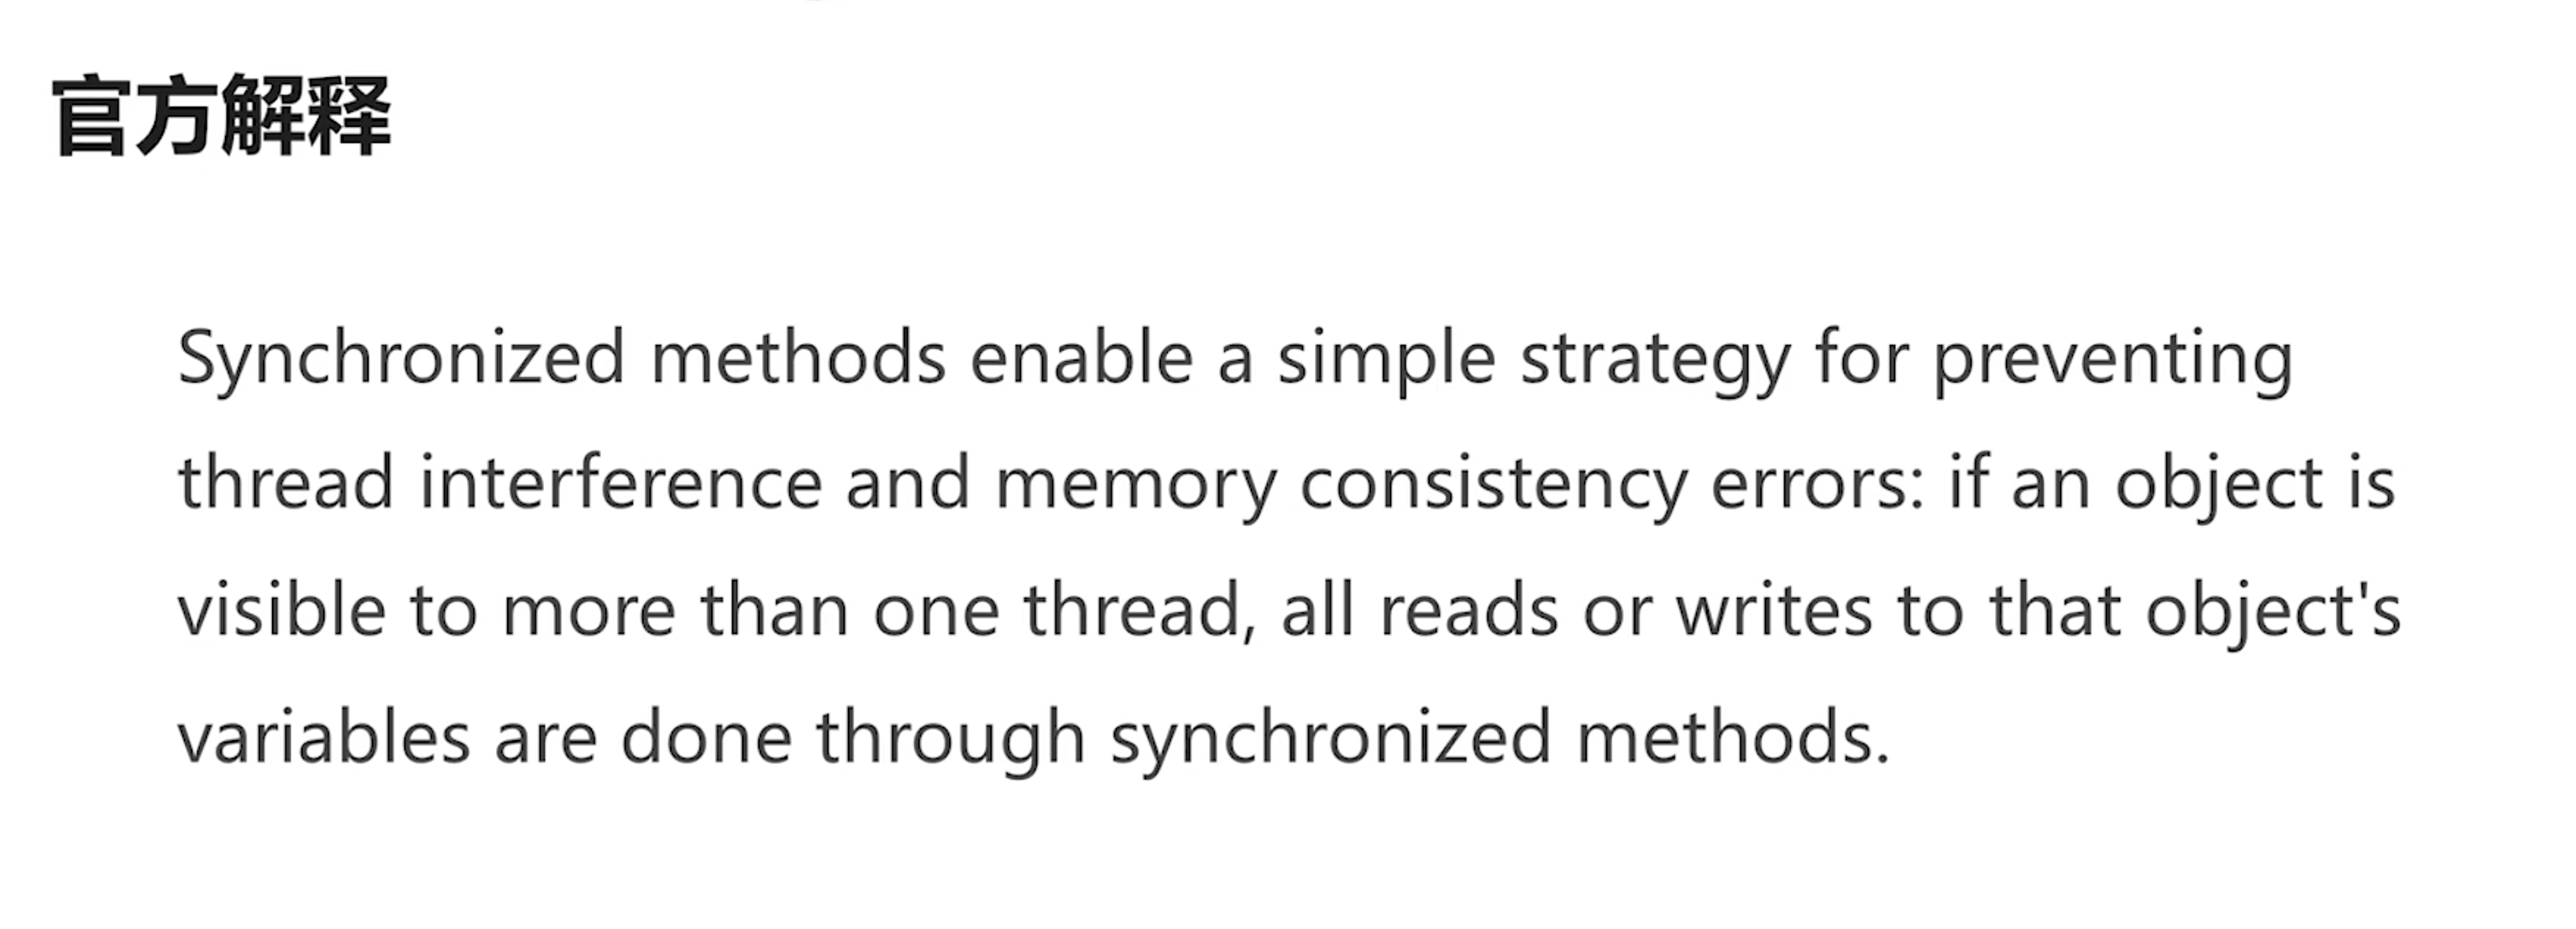 官方解释
Synchronized methods enable a simple strategy for preventing
thread interference and memory consistency errors: if an object is
visible to more than one thread, all reads or writes to that object's
variables are done through synchronized methods.